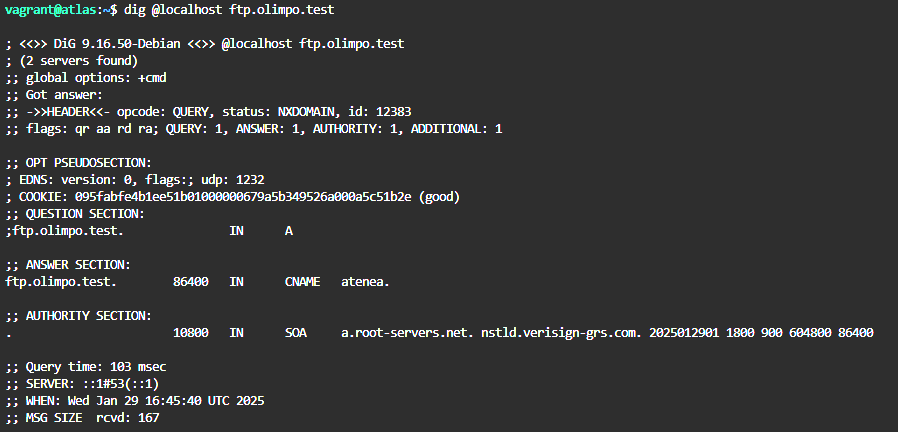 vagrant@atlas:~$ dig @localhost ftp.olimpo.test
; <<>> DiG 9.16.50-Debian <<>> @localhost ftp.olimpo.test
; (2 servers found)
;; global options: +cmd
;; Got answer:
;; ->>HEADER<<- opcode: QUERY, status: NXDOMAIN, id: 12383
;; flags: qr aa rd ra; QUERY: 1, ANSWER: 1, AUTHORITY: 1, ADDITIONAL: 1
;; OPT PSEUDOSECTION:
; EDNS: version: 0, flags:; udp: 1232
; COOKIE: 095fabfe4b1ee51b01000000679a5b349526a000a5c51b2e (good)
;; QUESTION SECTION:
;ftp.olimpo.test. IN A
;; ANSWER SECTION:
ftp.olimpo.test. 86400 IN CNAME atenea.
;; AUTHORITY SECTION:
. 10800 IN SOA a.root-servers.net. nstld.verisign-grs.com. 2025012901 1800 900 604800 86400
;; Query time: 103 msec
;; SERVER: ::1#53(::1)
;; WHEN: Wed Jan 29 16:45:40 UTC 2025
;; MSG SIZE rcvd: 167